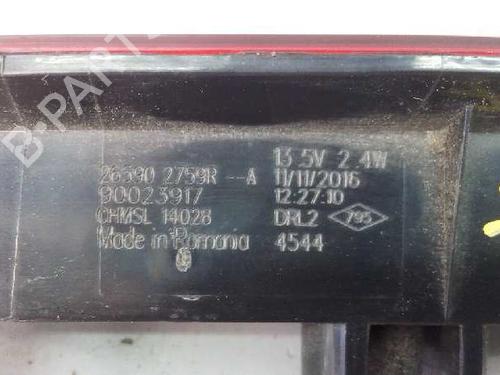 26590 2759R --A 13.5V 2.4W
90023917 11/11/2016
CHMSL 14028 12:27:10
Made in Romania DRL2 795
4544